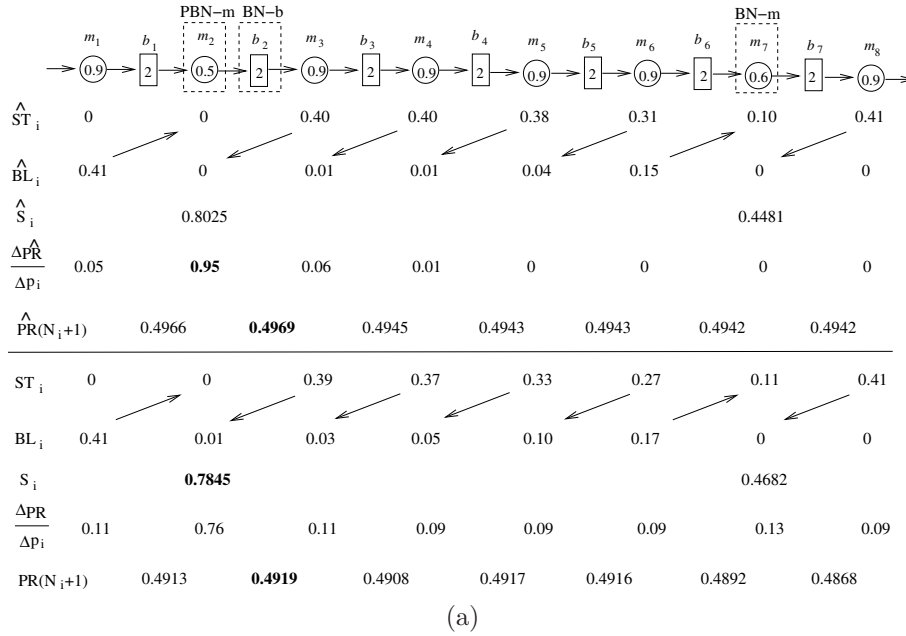 PBN−m BN−b BN−m
m1 b1 m2 b2 m3 b3 m4 b4 m5 b5 m6 b6 m7 b7 m8
0.9 2 0.5 2 0.9 2 0.9 2 0.9 2 0.9 2 0.6 2 0.9
ŜT i 0 0 0.40 0.40 0.38 0.31 0.10 0.41
B̂L i 0.41 0 0.01 0.01 0.04 0.15 0 0
Ŝ i 0.8025 0.4481
ΔP̂R
Δp i 0.05 0.95 0.06 0.01 0 0 0 0
P̂R(N i+1) 0.4966 0.4969 0.4945 0.4943 0.4943 0.4942 0.4942
ST i 0 0 0.39 0.37 0.33 0.27 0.11 0.41
BL i 0.41 0.01 0.03 0.05 0.10 0.17 0 0
S i 0.7845 0.4682
ΔPR
Δp i 0.11 0.76 0.11 0.09 0.09 0.09 0.13 0.09
PR(N i+1) 0.4913 0.4919 0.4908 0.4917 0.4916 0.4892 0.4868
(a)